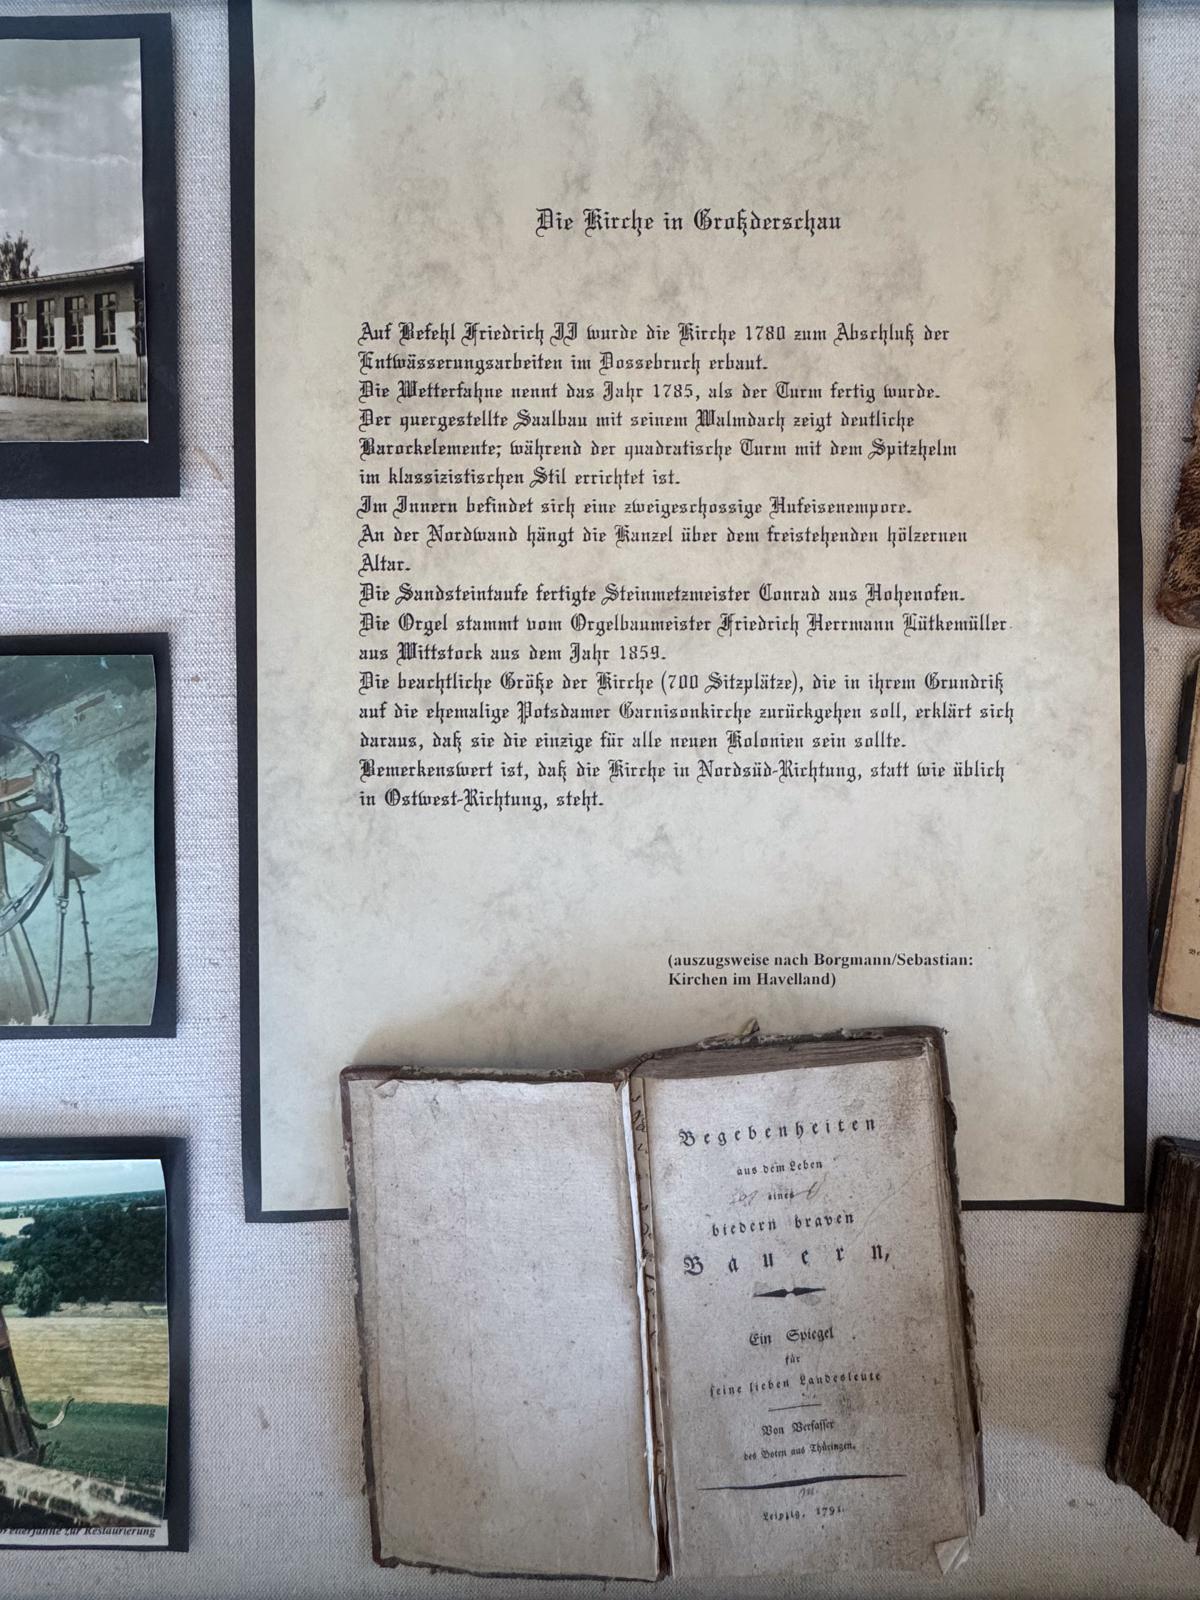 Die Kirche in Großderschau
Auf Befehl Friedrich II wurde die Kirche 1780 zum Abschluß der
Entwässerungsarbeiten im Dossebruch erbaut.
Die Wetterfahne nennt das Jahr 1785, als der Turm fertig wurde.
Der quergestellte Saalbau mit seinem Walmdach zeigt deutliche
Barockelemente; während der quadratische Turm mit dem Spitzhelm
im klassizistischen Stil errichtet ist.
Im Innern befindet sich eine zweigeschossige Hufeisenempore.
An der Nordwand hängt die Kanzel über dem freistehenden hölzernen
Altar.
Die Sandsteintaufe fertigte Steinmetzmeister Conrad aus Hohenofen.
Die Orgel stammt vom Orgelbaumeister Friedrich Herrmann Lütkemüller
aus Wittstock aus dem Jahr 1859.
Die beachtliche Größe der Kirche (700 Sitzplätze), die in ihrem Grundriß
auf die ehemalige Potsdamer Garnisonkirche zurückgehen soll, erklärt sich
daraus, daß sie die einzige für alle neuen Kolonien sein sollte.
Bemerkenswert ist, daß die Kirche in Nordsüd-Richtung, statt wie üblich
in Ostwest-Richtung, steht.
(auszugsweise nach Borgmann/Sebastian:
Kirchen im Havelland)
Begebenheiten
aus dem Leben
eines
biedern braven
Bauern,
Ein Spiegel
für
seine lieben Landesleute
Von Verfasser
des Boten aus Thüringen.
Leipzig, 1791.
zur Restaurierung